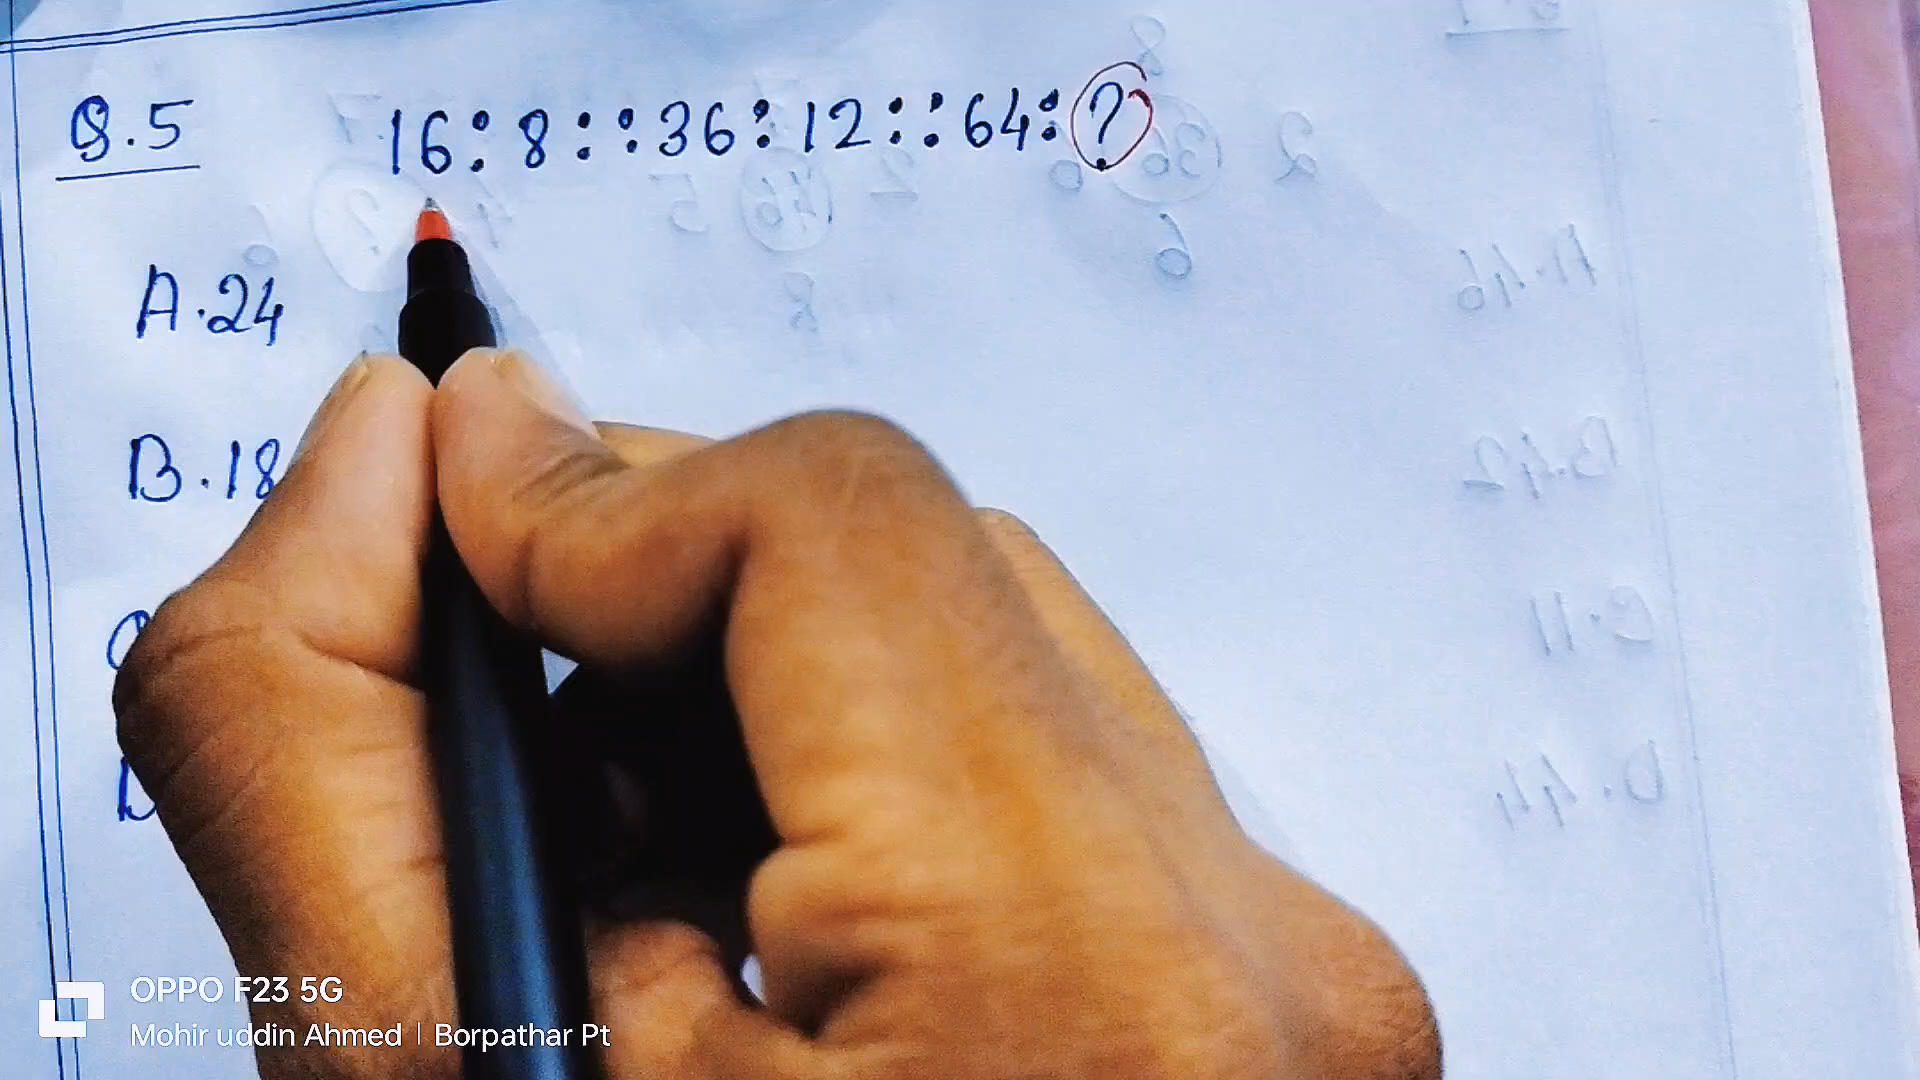 Q.5 16:8::36:12::64:?
A.24
B.18
OPPO F23 5G
Mohir uddin Ahmed | Borpathar Pt